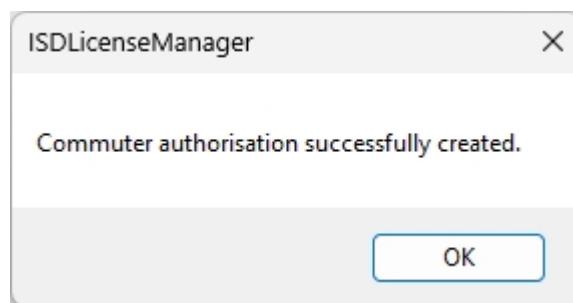 ISDLicenseManager
Commuter authorisation successfully created.
OK